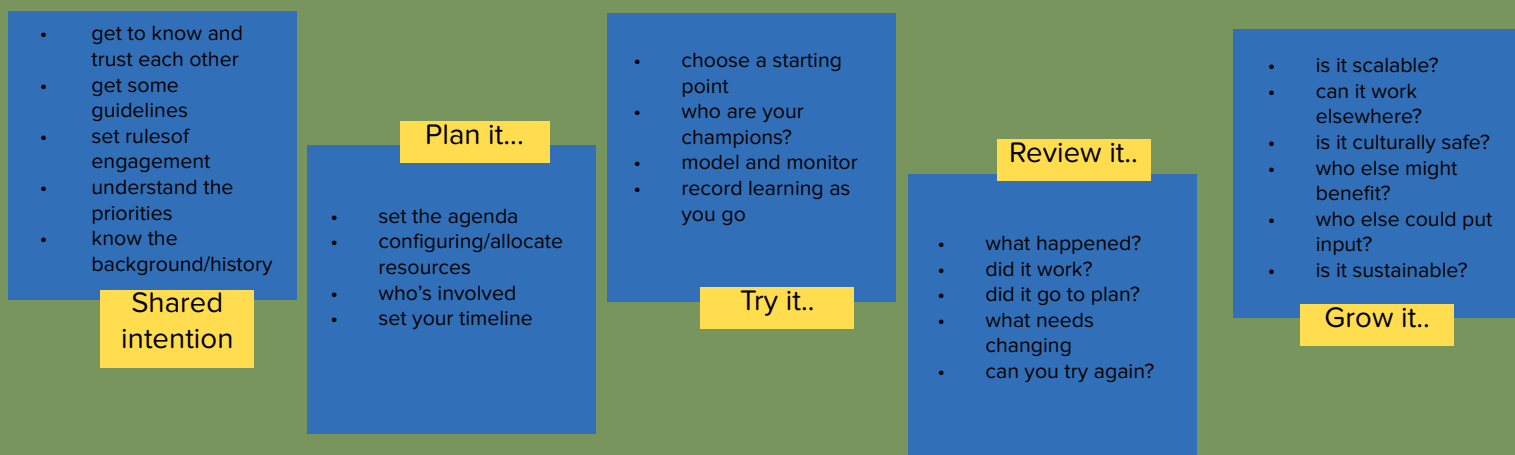 • get to know and
trust each other
• get some
guidelines
• set rulesof
engagement
• understand the
priorities
• know the
background/history
Shared
intention
Plan it...
• set the agenda
• configuring/allocate
resources
• who's involved
• set your timeline
• choose a starting
point
• who are your
champions?
• model and monitor
• record learning as
you go
Try it..
Review it..
• what happened?
• did it work?
• did it go to plan?
• what needs
changing
• can you try again?
• is it scalable?
• can it work
elsewhere?
• is it culturally safe?
• who else might
benefit?
• who else could put
input?
• is it sustainable?
Grow it..